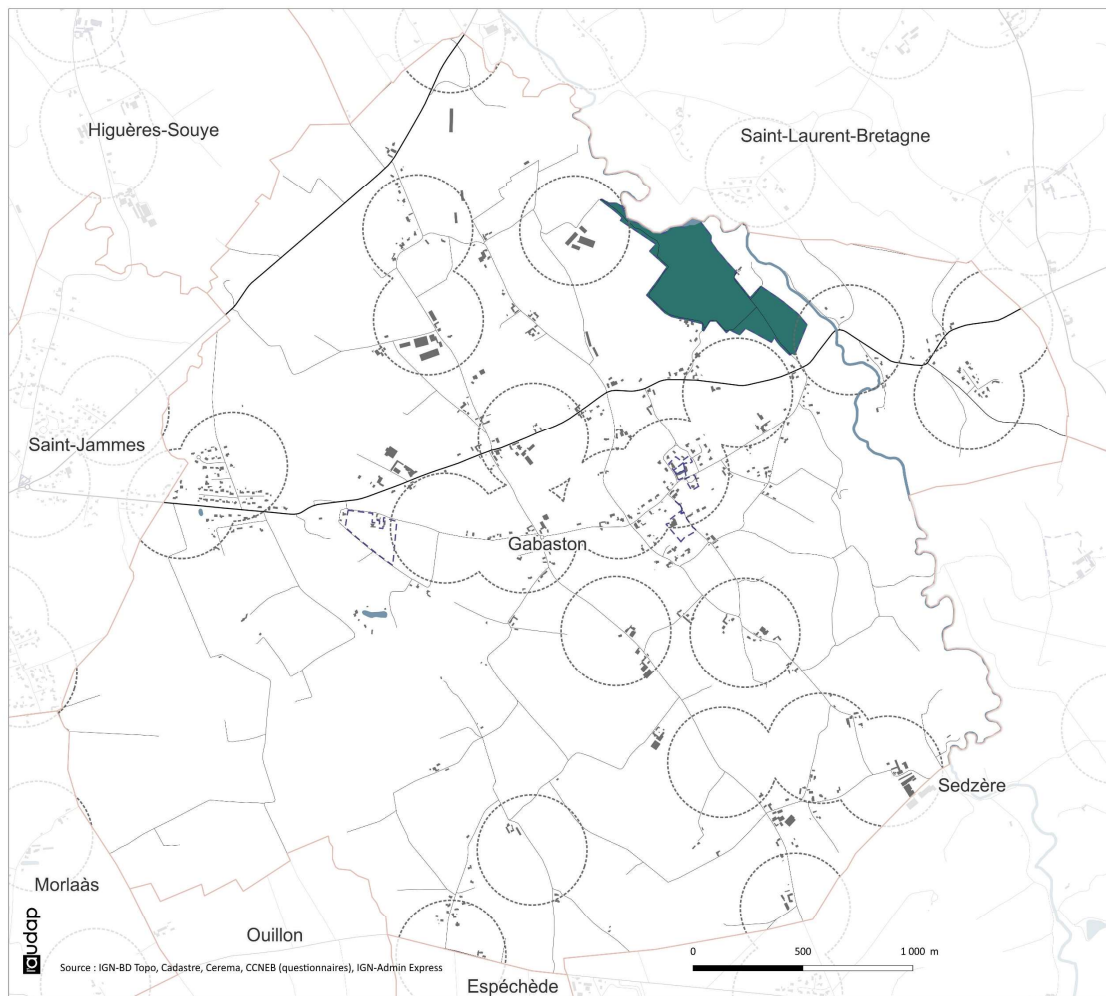 Higuères-Souye
Saint-Laurent-Bretagne
Saint-Jammes
Gabaston
Sedzère
Morlaàs
Ouillon
Espéchède
audap
Source : IGN-BD Topo, Cadastre, Cerema, CCNEB (questionnaires), IGN-Admin Express
0 500 1 000 m